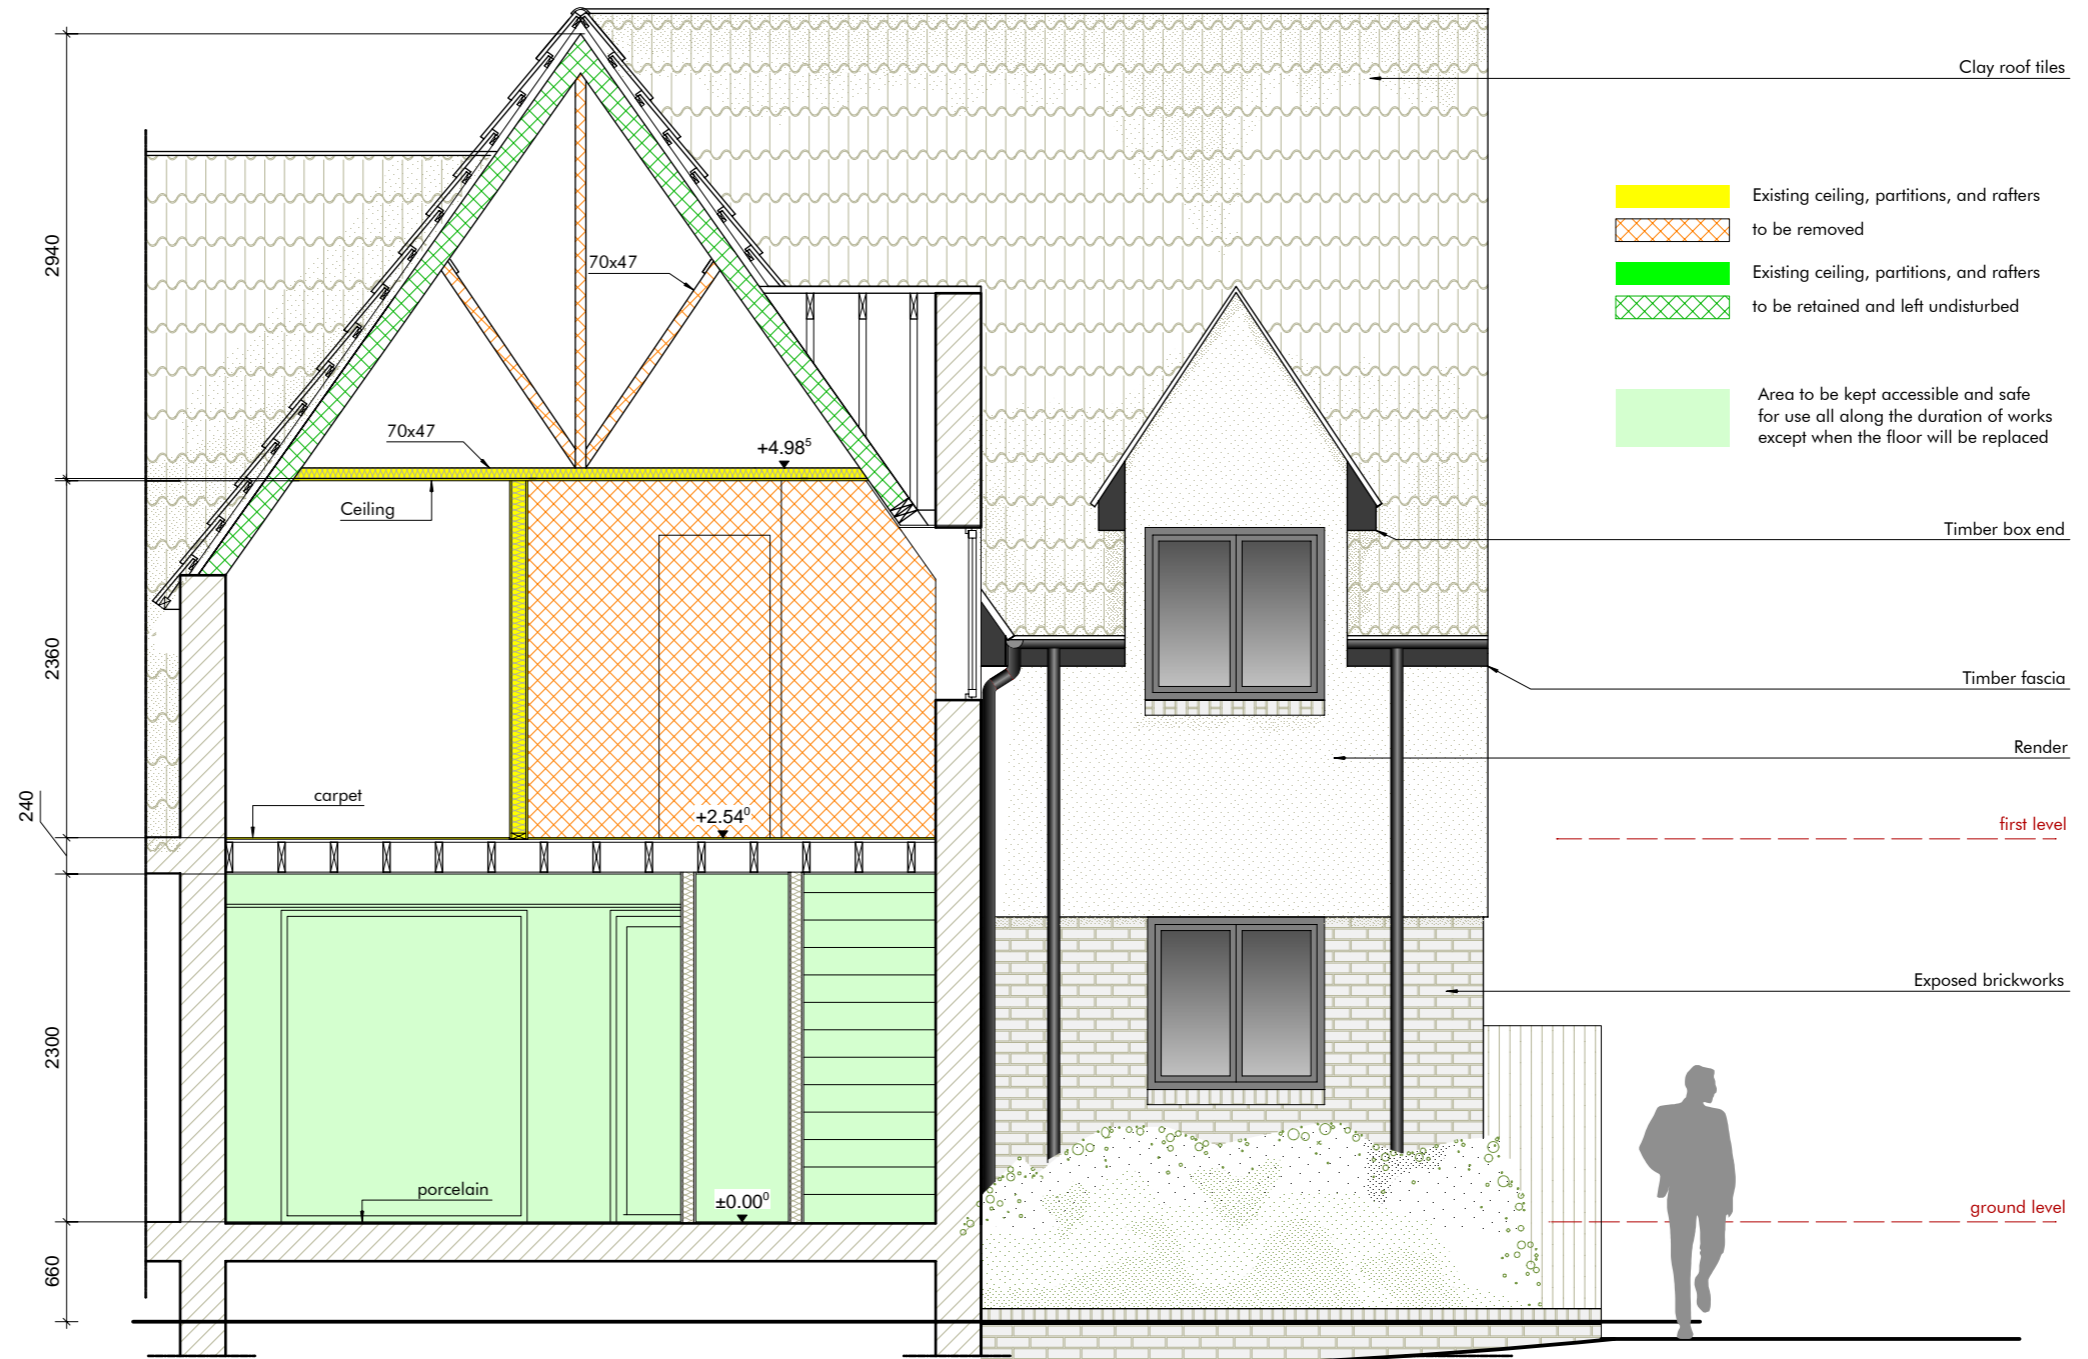 Clay roof tiles
Existing ceiling, partitions, and rafters
to be removed
Existing ceiling, partitions, and rafters
to be retained and left undisturbed
Area to be kept accessible and safe
for use all along the duration of works
except when the floor will be replaced
Timber box end
Timber fascia
Render
first level
Exposed brickworks
ground level
2940
2360
240
2300
660
70x47
70x47
+4.98⁵
Ceiling
carpet
+2.54⁰
porcelain
±0.00⁰